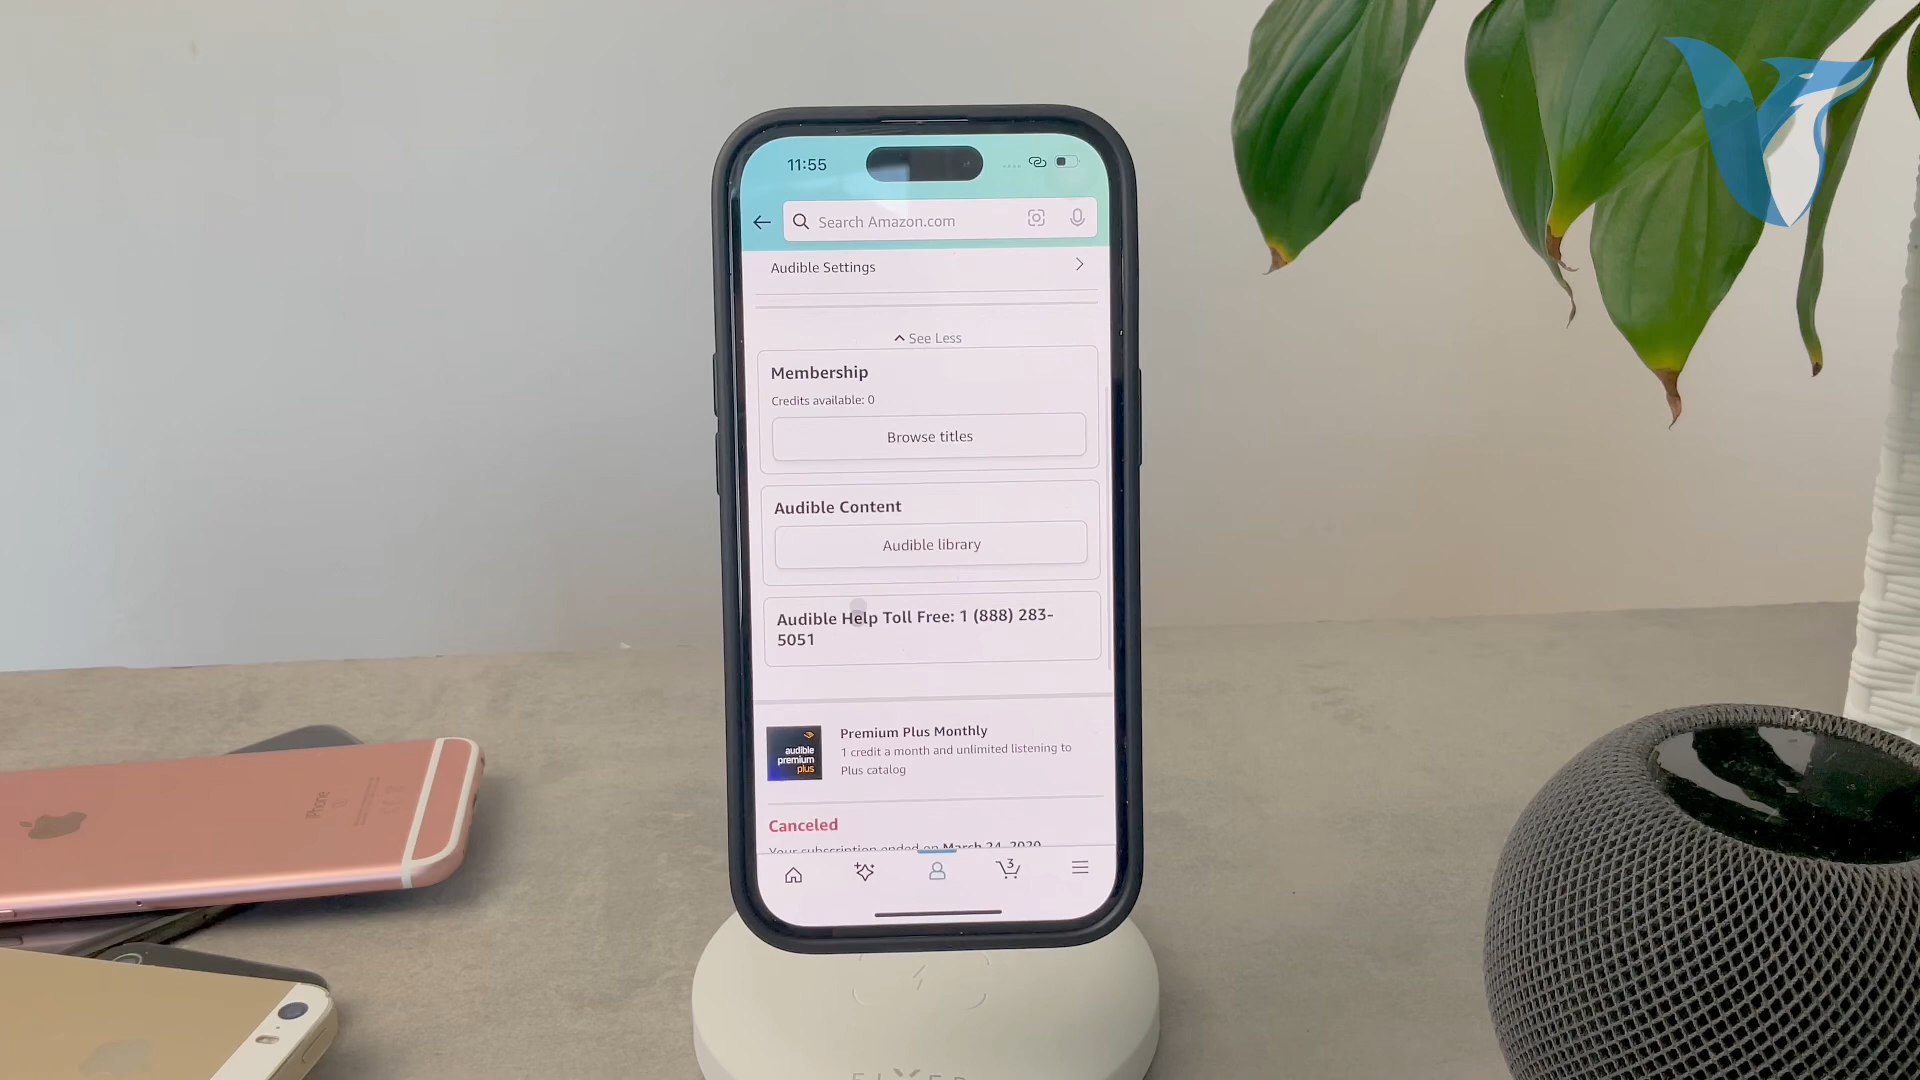 11:55
Search Amazon.com
Audible Settings
See Less
Membership
Credits available: 0
Browse titles
Audible Content
Audible library
Audible Help Toll Free: 1 (888) 283-
5051
audible
premium
plus
Premium Plus Monthly
1 credit a month and unlimited listening to
Plus catalog
Canceled
Your subscription ended on March 24, 2020
3
iPhone